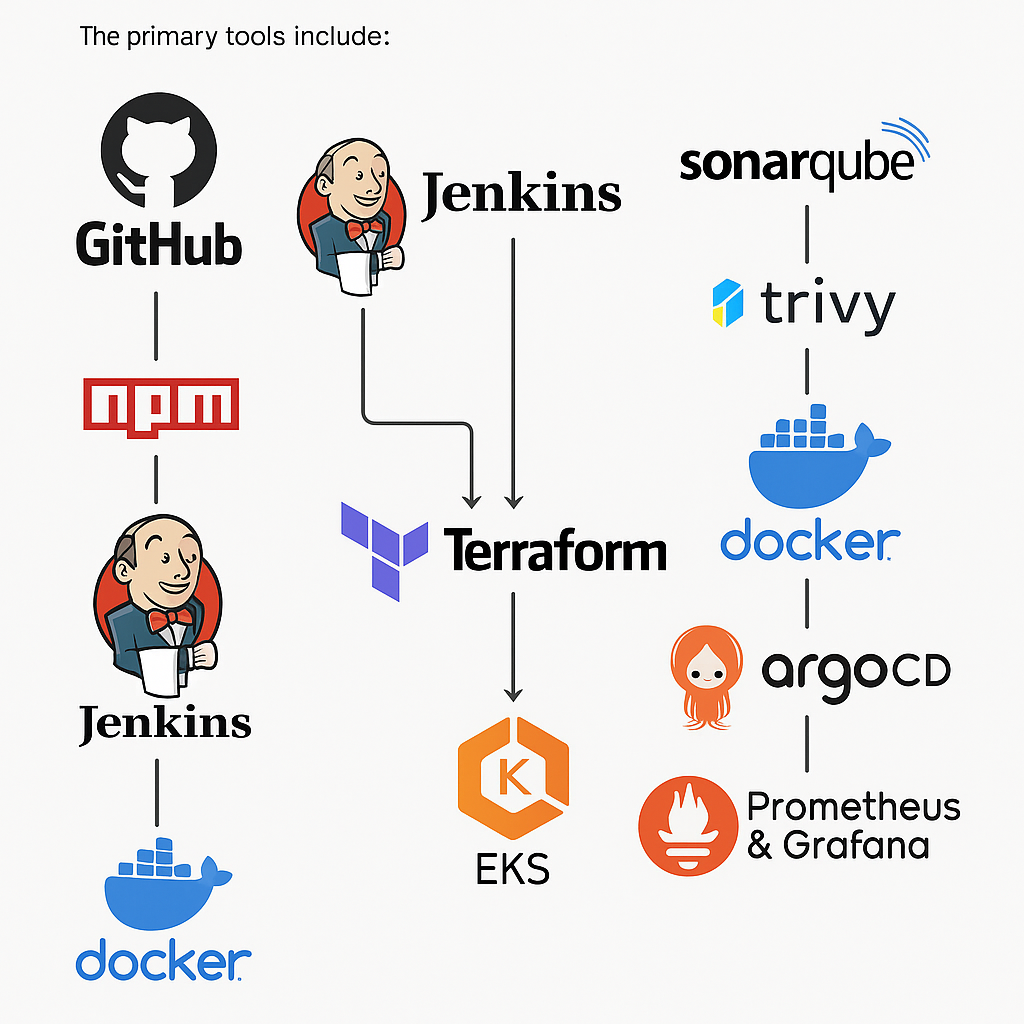 The primary tools include:
GitHub
npm
Jenkins
docker
Jenkins
Terraform
K
EKS
sonarqube
trivy
docker
argoCD
Prometheus
& Grafana